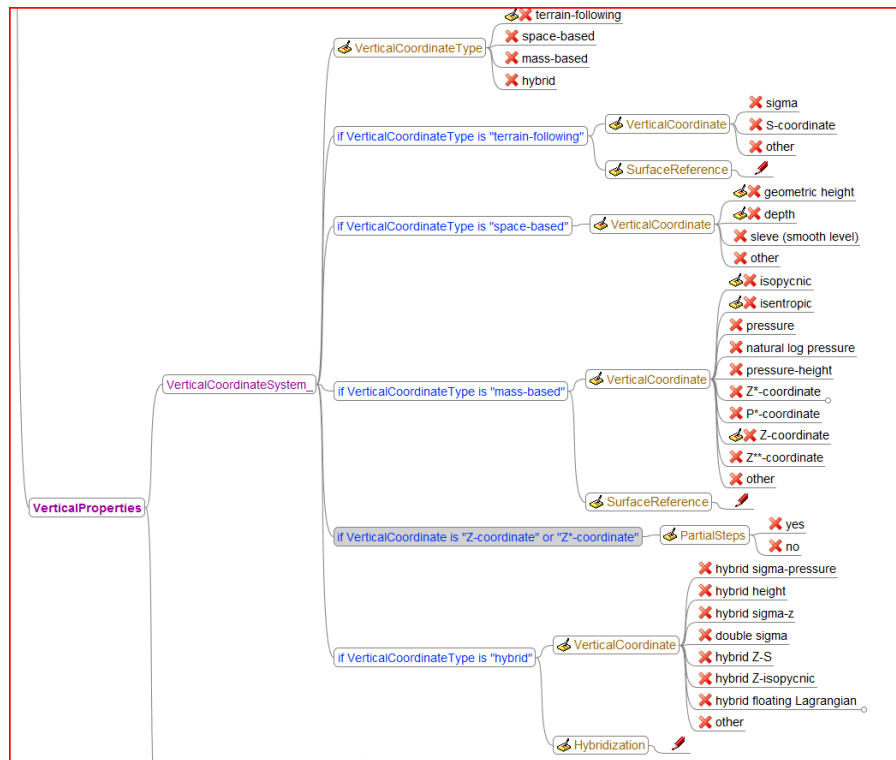 terrain-following
VerticalCoordinateType
space-based
mass-based
hybrid
if VerticalCoordinateType is "terrain-following"
VerticalCoordinate
sigma
S-coordinate
other
SurfaceReference
if VerticalCoordinateType is "space-based"
VerticalCoordinate
geometric height
depth
sleve (smooth level)
other
VerticalCoordinateSystem_
if VerticalCoordinateType is "mass-based"
VerticalCoordinate
isopycnic
isentropic
pressure
natural log pressure
pressure-height
Z*-coordinate
P*-coordinate
Z-coordinate
Z**-coordinate
other
SurfaceReference
VerticalProperties
if VerticalCoordinate is "Z-coordinate" or "Z*-coordinate"
PartialSteps
yes
no
if VerticalCoordinateType is "hybrid"
VerticalCoordinate
hybrid sigma-pressure
hybrid height
hybrid sigma-z
double sigma
hybrid Z-S
hybrid Z-isopycnic
hybrid floating Lagrangian
other
Hybridization